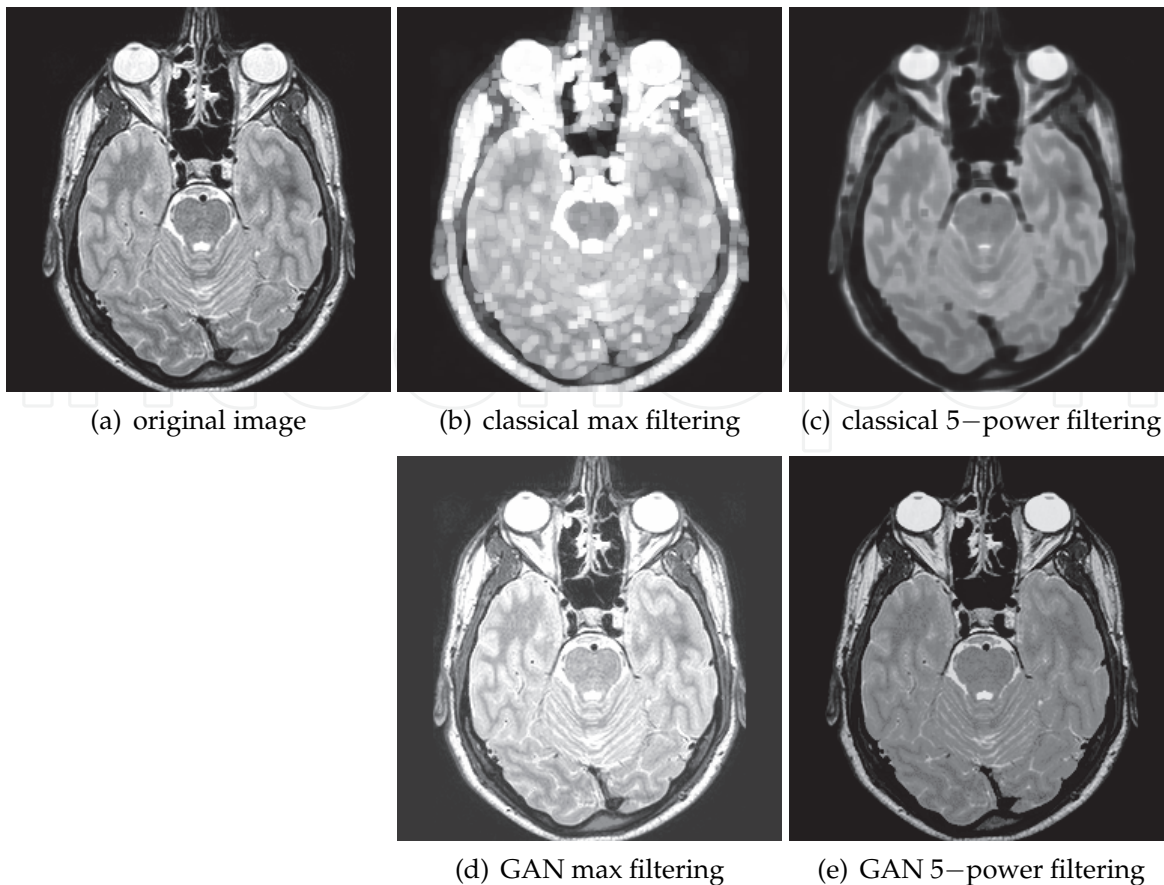 (a) original image
(b) classical max filtering
(c) classical 5−power filtering
(d) GAN max filtering
(e) GAN 5−power filtering